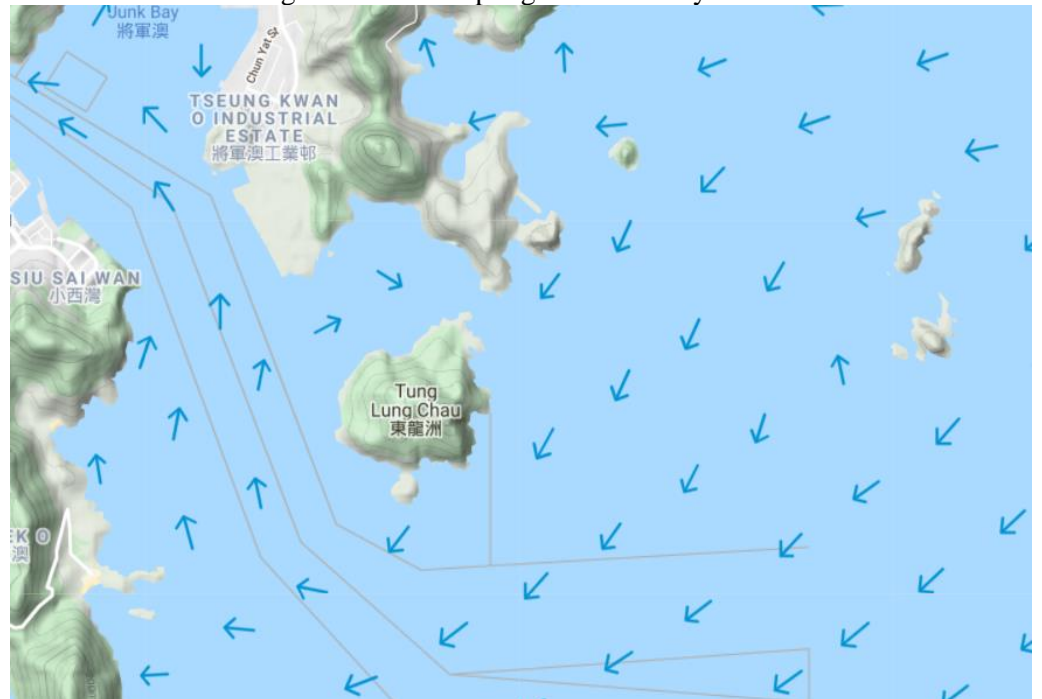 Junk Bay
將軍澳
Chun Yat St
TSEUNG KWAN
O INDUSTRIAL
ESTATE
將軍澳工業邨
SIU SAI WAN
小西灣
Tung
Lung Chau
東龍洲
EK O
澳